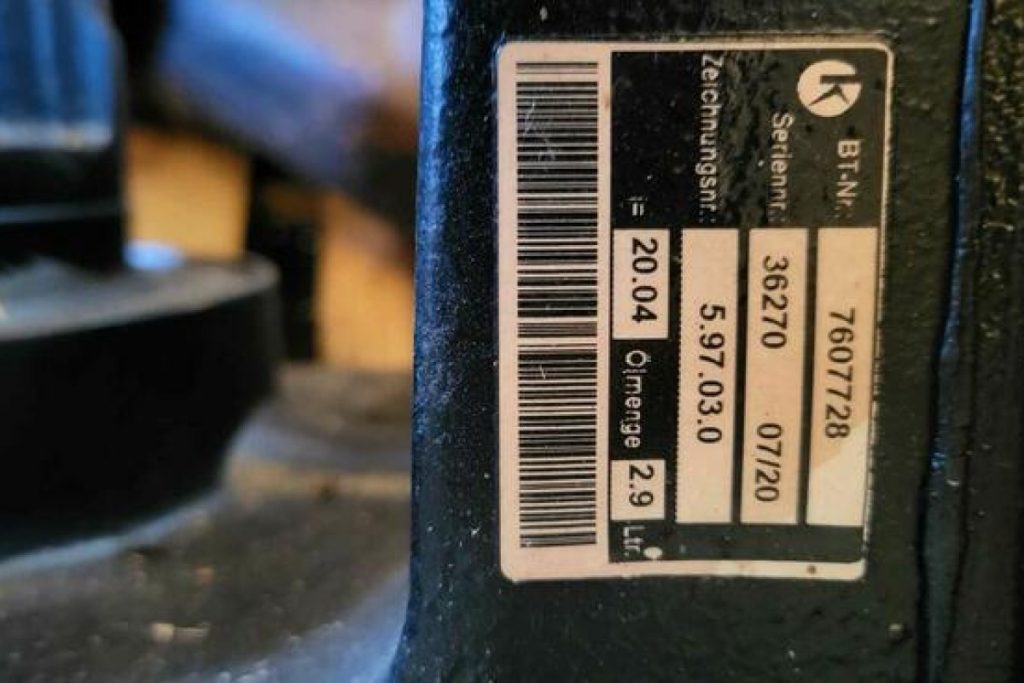 k BT-Nr.: 7607728
Seriennr.: 36270 07/20
Zeichnungsnr.: 5.97.03.0
i= 20.04 Ölmenge 2.9 Ltr.